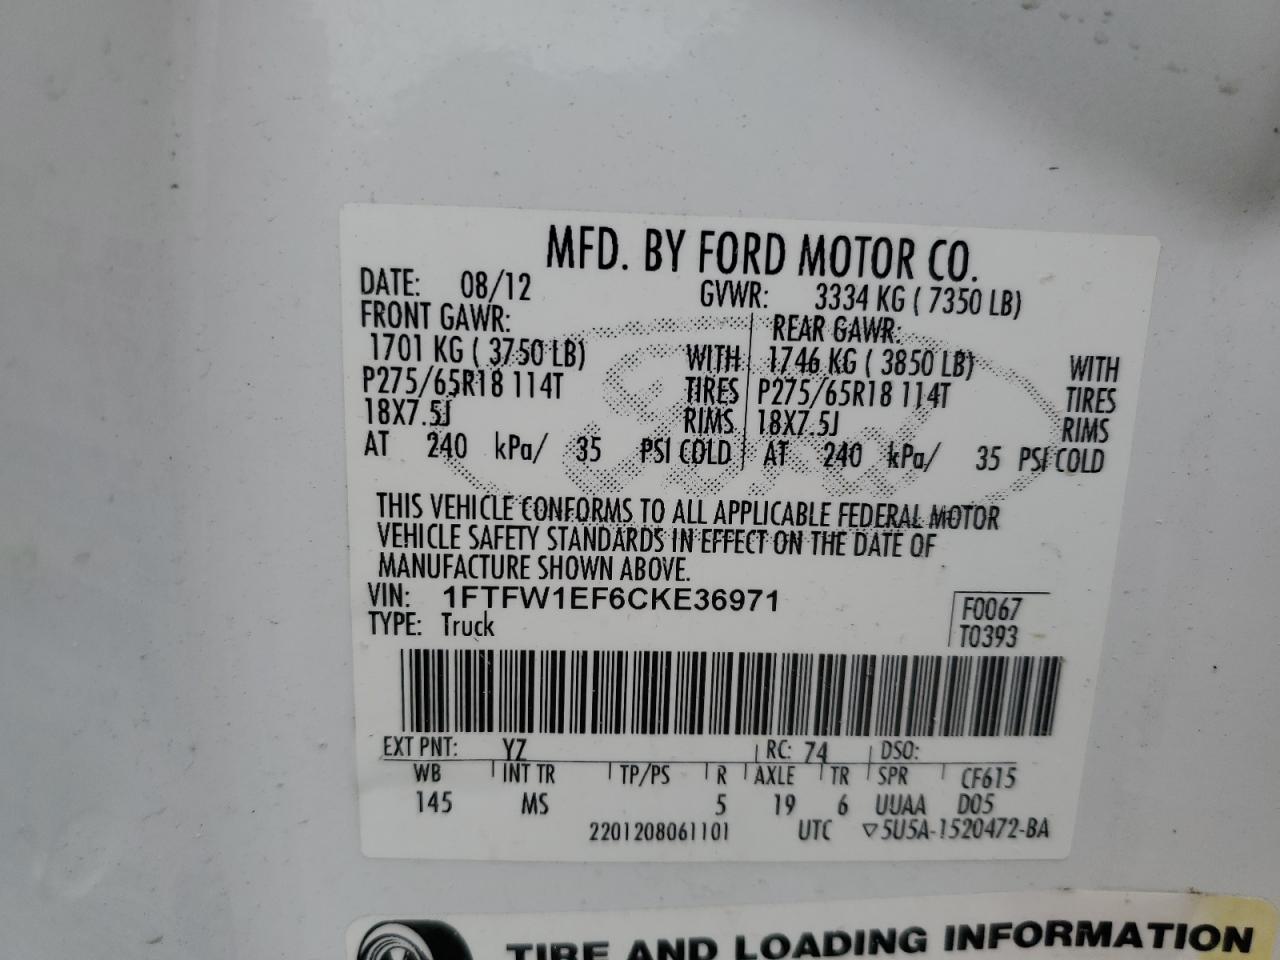 MFD. BY FORD MOTOR CO.
DATE: 08/12 GVWR: 3334 KG ( 7350 LB)
FRONT GAWR: REAR GAWR:
1701 KG ( 3750 LB) WITH 1746 KG ( 3850 LB) WITH
P275/65R18 114T TIRES P275/65R18 114T TIRES
18X7.5J RIMS 18X7.5J RIMS
AT 240 kPa/ 35 PSI COLD AT 240 kPa/ 35 PSI COLD
THIS VEHICLE CONFORMS TO ALL APPLICABLE FEDERAL MOTOR
VEHICLE SAFETY STANDARDS IN EFFECT ON THE DATE OF
MANUFACTURE SHOWN ABOVE.
VIN: 1FTFW1EF6CKE36971 F0067
TYPE: Truck T0393
EXT PNT: YZ RC: 74 DSO:
WB INT TR TP/PS R AXLE TR SPR CF615
145 MS 5 19 6 UUAA D05
2201208061101 UTC ▽5U5A-1520472-BA
TIRE AND LOADING INFORMATION